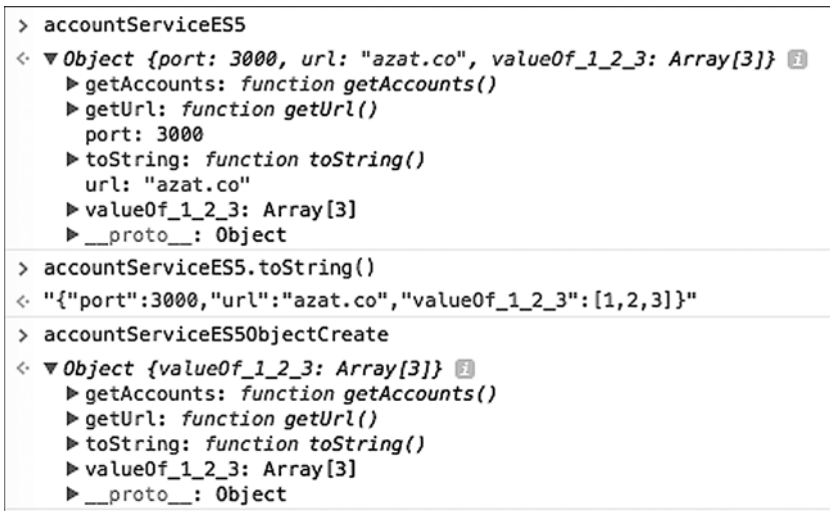 > accountServiceES5
<· ▼ Object {port: 3000, url: "azat.co", valueOf_1_2_3: Array[3]} i
▶ getAccounts: function getAccounts()
▶ getUrl: function getUrl()
port: 3000
▶ toString: function toString()
url: "azat.co"
▶ valueOf_1_2_3: Array[3]
▶ __proto__: Object
> accountServiceES5.toString()
<· "{"port":3000,"url":"azat.co","valueOf_1_2_3":[1,2,3]}"
> accountServiceES5ObjectCreate
<· ▼ Object {valueOf_1_2_3: Array[3]} i
▶ getAccounts: function getAccounts()
▶ getUrl: function getUrl()
▶ toString: function toString()
▶ valueOf_1_2_3: Array[3]
▶ __proto__: Object